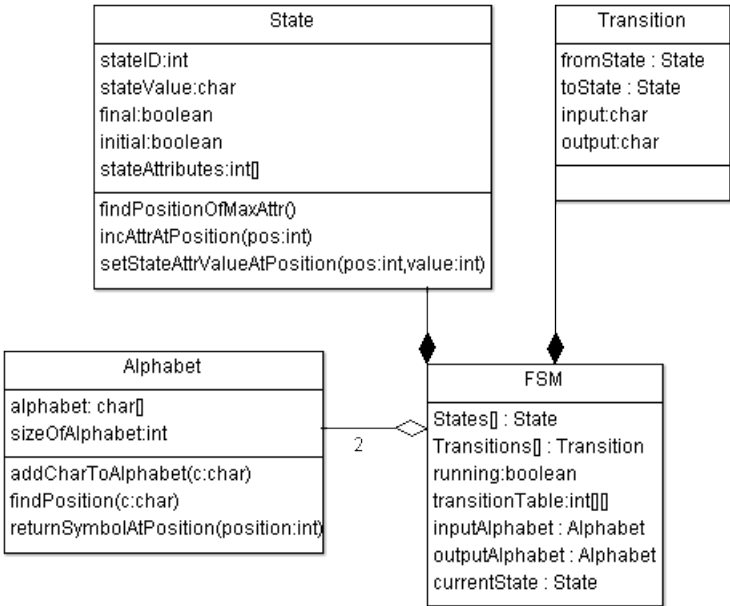 State
stateID:int
stateValue:char
final:boolean
initial:boolean
stateAttributes:int[]
findPositionOfMaxAttr()
incAttrAtPosition(pos:int)
setStateAttrValueAtPosition(pos:int,value:int)
Transition
fromState : State
toState : State
input:char
output:char
Alphabet
alphabet: char[]
sizeOfAlphabet:int
addCharToAlphabet(c:char)
findPosition(c:char)
returnSymbolAtPosition(position:int)
2
FSM
States[] : State
Transitions[] : Transition
running:boolean
transitionTable:int[][]
inputAlphabet : Alphabet
outputAlphabet : Alphabet
currentState : State